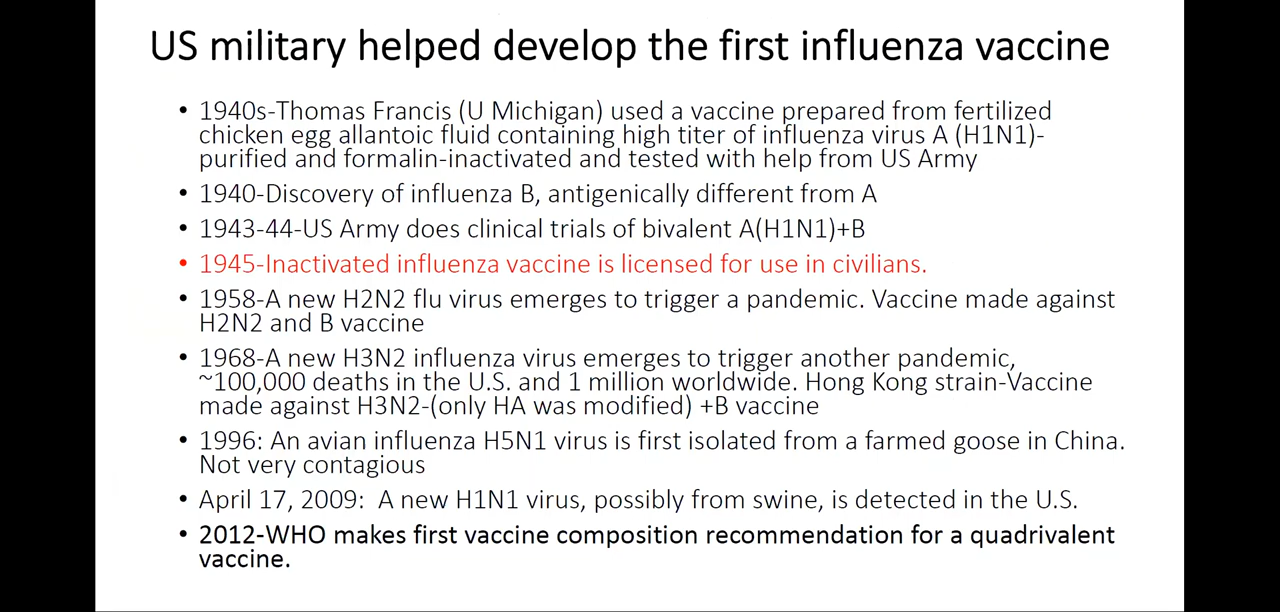 US military helped develop the first influenza vaccine
• 1940s-Thomas Francis (U Michigan) used a vaccine prepared from fertilized
chicken egg allantoic fluid containing high titer of influenza virus A (H1N1)-
purified and formalin-inactivated and tested with help from US Army
• 1940-Discovery of influenza B, antigenically different from A
• 1943-44-US Army does clinical trials of bivalent A(H1N1)+B
• 1945-Inactivated influenza vaccine is licensed for use in civilians.
• 1958-A new H2N2 flu virus emerges to trigger a pandemic. Vaccine made against
H2N2 and B vaccine
• 1968-A new H3N2 influenza virus emerges to trigger another pandemic,
~100,000 deaths in the U.S. and 1 million worldwide. Hong Kong strain-Vaccine
made against H3N2-(only HA was modified) +B vaccine
• 1996: An avian influenza H5N1 virus is first isolated from a farmed goose in China.
Not very contagious
• April 17, 2009: A new H1N1 virus, possibly from swine, is detected in the U.S.
• 2012-WHO makes first vaccine composition recommendation for a quadrivalent
vaccine.